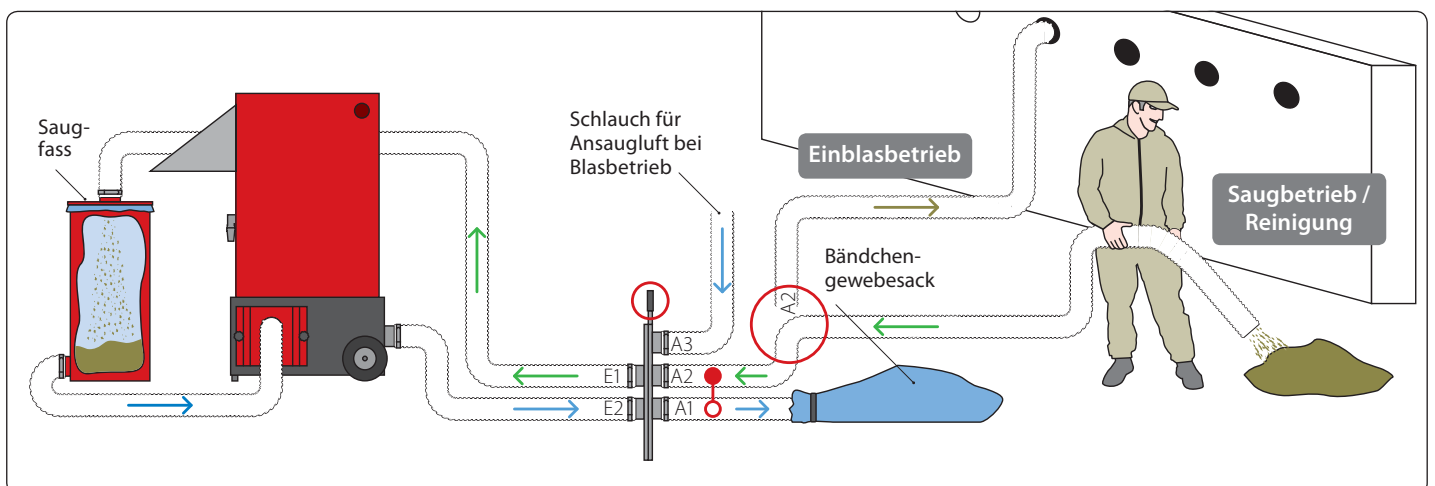 Saug-
fass
Schlauch für
Ansaugluft bei
Blasbetrieb
Einblasbetrieb
Saugbetrieb /
Reinigung
Bändchen-
gewebesack
A2
A3
E1
A2
E2
A1